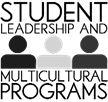 STUDENT
LEADERSHIP AND
MULTICULTURAL
PROGRAMS